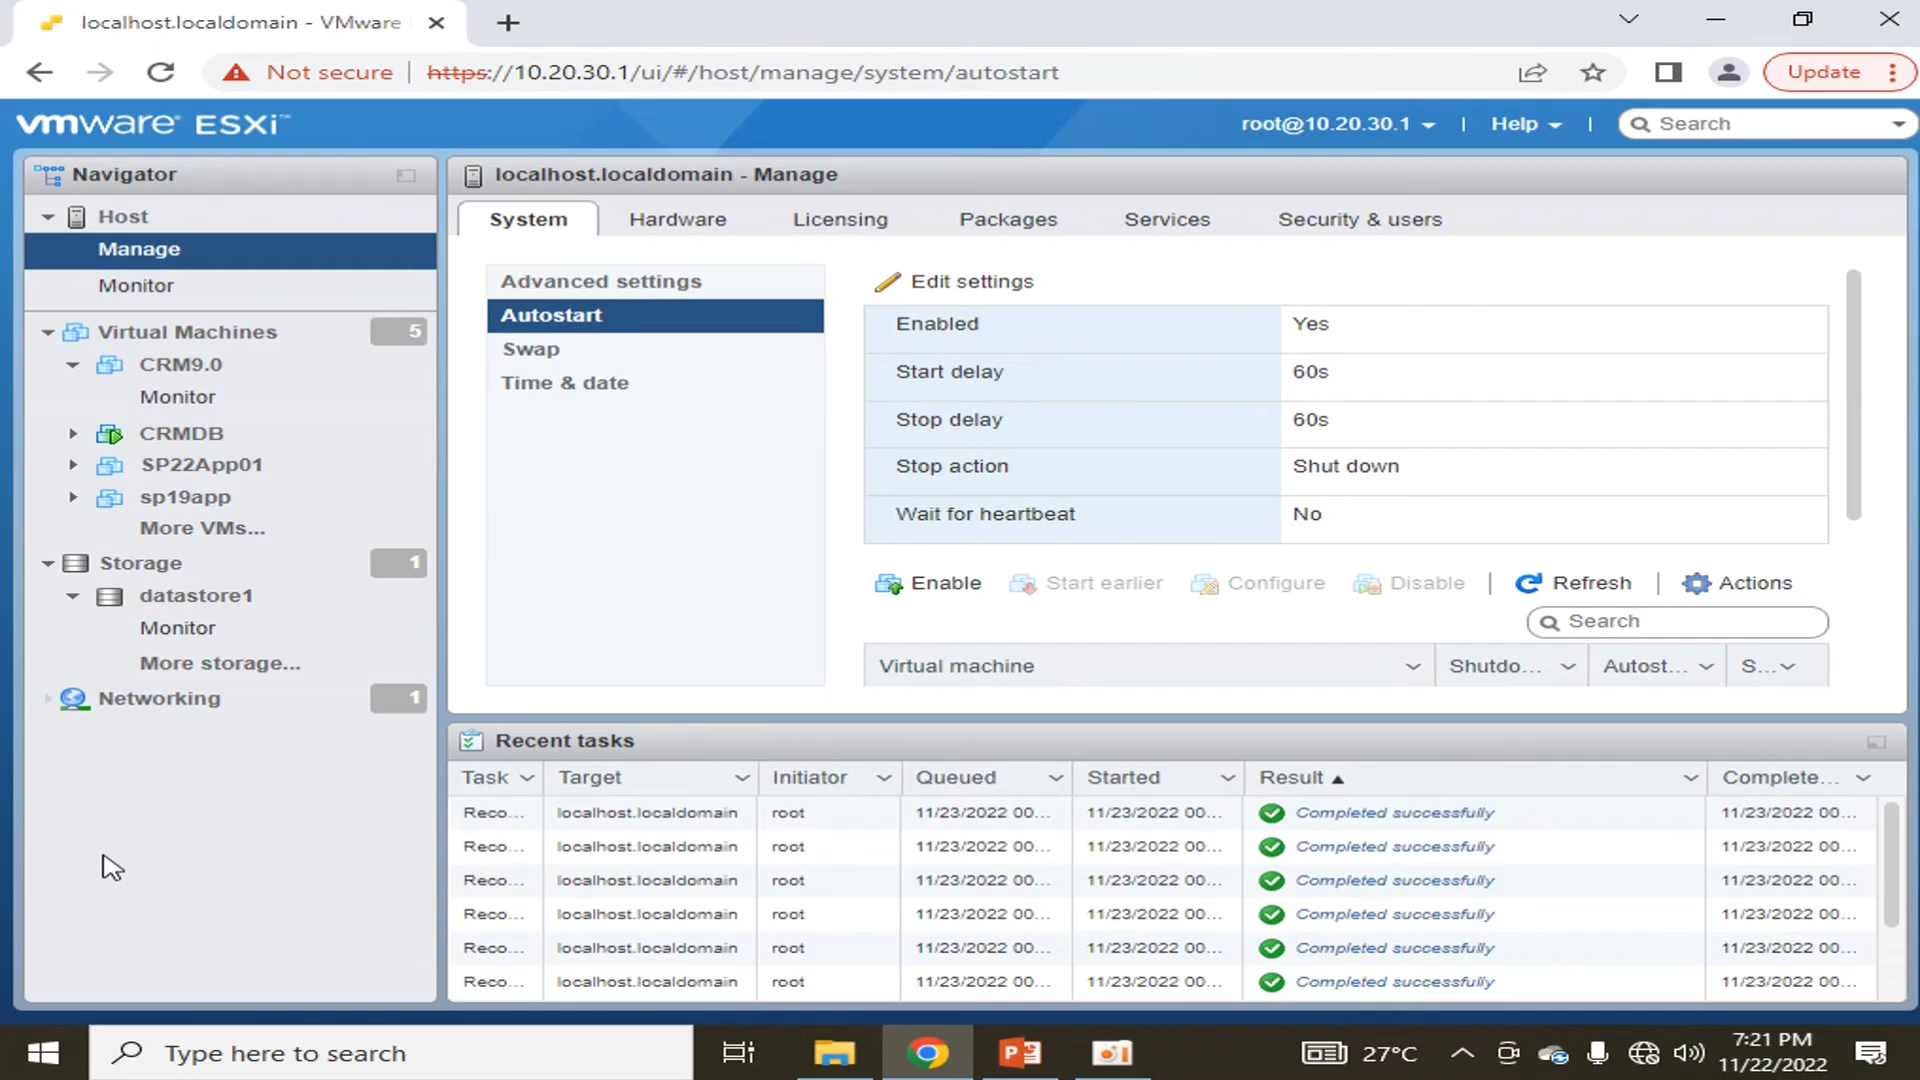 localhost.localdomain - VMware
Not secure | https://10.20.30.1/ui/#/host/manage/system/autostart
Update
vmware ESXi™
root@10.20.30.1 | Help | Search
Navigator
Host
Manage
Monitor
Virtual Machines 5
CRM9.0
Monitor
CRMDB
SP22App01
sp19app
More VMs...
Storage 1
datastore1
Monitor
More storage...
Networking 1
localhost.localdomain - Manage
System Hardware Licensing Packages Services Security & users
Advanced settings
Autostart
Swap
Time & date
Edit settings
Enabled Yes
Start delay 60s
Stop delay 60s
Stop action Shut down
Wait for heartbeat No
Enable Start earlier Configure Disable | Refresh | Actions
Search
Virtual machine Shutdo... Autost... S...
Recent tasks
Task Target Initiator Queued Started Result Complete...
Reco... localhost.localdomain root 11/23/2022 00... 11/23/2022 00... Completed successfully 11/23/2022 00...
Reco... localhost.localdomain root 11/23/2022 00... 11/23/2022 00... Completed successfully 11/23/2022 00...
Reco... localhost.localdomain root 11/23/2022 00... 11/23/2022 00... Completed successfully 11/23/2022 00...
Reco... localhost.localdomain root 11/23/2022 00... 11/23/2022 00... Completed successfully 11/23/2022 00...
Reco... localhost.localdomain root 11/23/2022 00... 11/23/2022 00... Completed successfully 11/23/2022 00...
Reco... localhost.localdomain root 11/23/2022 00... 11/23/2022 00... Completed successfully 11/23/2022 00...
Type here to search
27°C
7:21 PM
11/22/2022